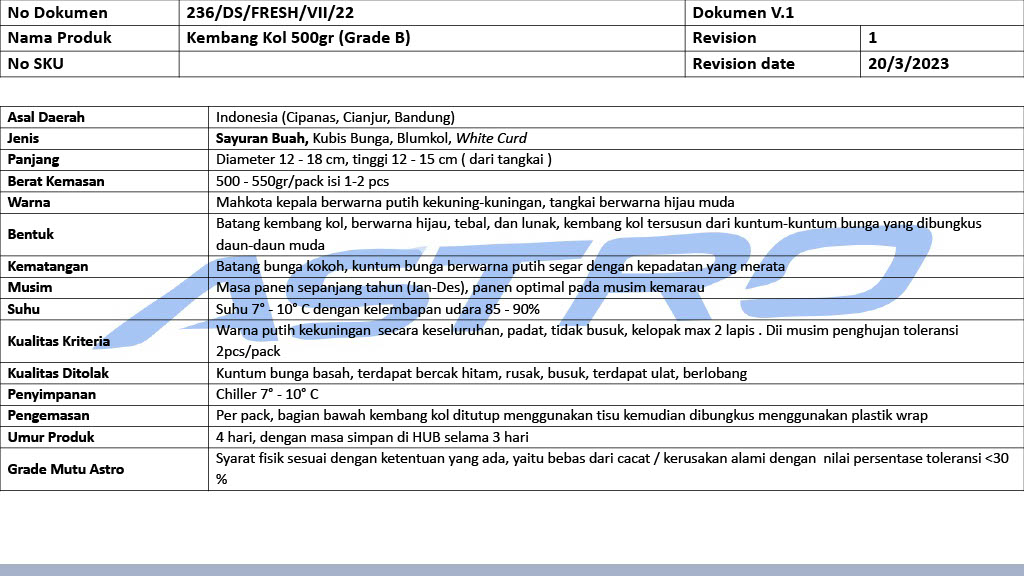 No Dokumen 236/DS/FRESH/VII/22 Dokumen V.1
Nama Produk Kembang Kol 500gr (Grade B) Revision 1
No SKU Revision date 20/3/2023
Asal Daerah Indonesia (Cipanas, Cianjur, Bandung)
Jenis Sayuran Buah, Kubis Bunga, Blumkol, White Curd
Panjang Diameter 12 - 18 cm, tinggi 12 - 15 cm ( dari tangkai )
Berat Kemasan 500 - 550gr/pack isi 1-2 pcs
Warna Mahkota kepala berwarna putih kekuning-kuningan, tangkai berwarna hijau muda
Bentuk Batang kembang kol, berwarna hijau, tebal, dan lunak, kembang kol tersusun dari kuntum-kuntum bunga yang dibungkus
daun-daun muda
Kematangan Batang bunga kokoh, kuntum bunga berwarna putih segar dengan kepadatan yang merata
Musim Masa panen sepanjang tahun (Jan-Des), panen optimal pada musim kemarau
Suhu Suhu 7° - 10° C dengan kelembapan udara 85 - 90%
Kualitas Kriteria Warna putih kekuningan  secara keseluruhan, padat, tidak busuk, kelopak max 2 lapis . Dii musim penghujan toleransi
2pcs/pack
Kualitas Ditolak Kuntum bunga basah, terdapat bercak hitam, rusak, busuk, terdapat ulat, berlobang
Penyimpanan Chiller 7° - 10° C
Pengemasan Per pack, bagian bawah kembang kol ditutup menggunakan tisu kemudian dibungkus menggunakan plastik wrap
Umur Produk 4 hari, dengan masa simpan di HUB selama 3 hari
Grade Mutu Astro Syarat fisik sesuai dengan ketentuan yang ada, yaitu bebas dari cacat / kerusakan alami dengan  nilai persentase toleransi <30
%
ASTRO